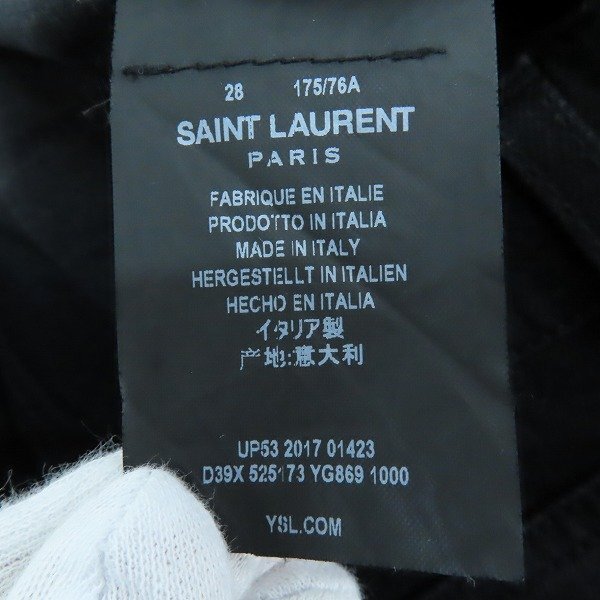 28 175/76A
SAINT LAURENT
PARIS
FABRIQUE EN ITALIE
PRODOTTO IN ITALIA
MADE IN ITALY
HERGESTELLT IN ITALIEN
HECHO EN ITALIA
イタリア製
产地:意大利
UP53 2017 01423
D39X 525173 YG869 1000
YSL.COM